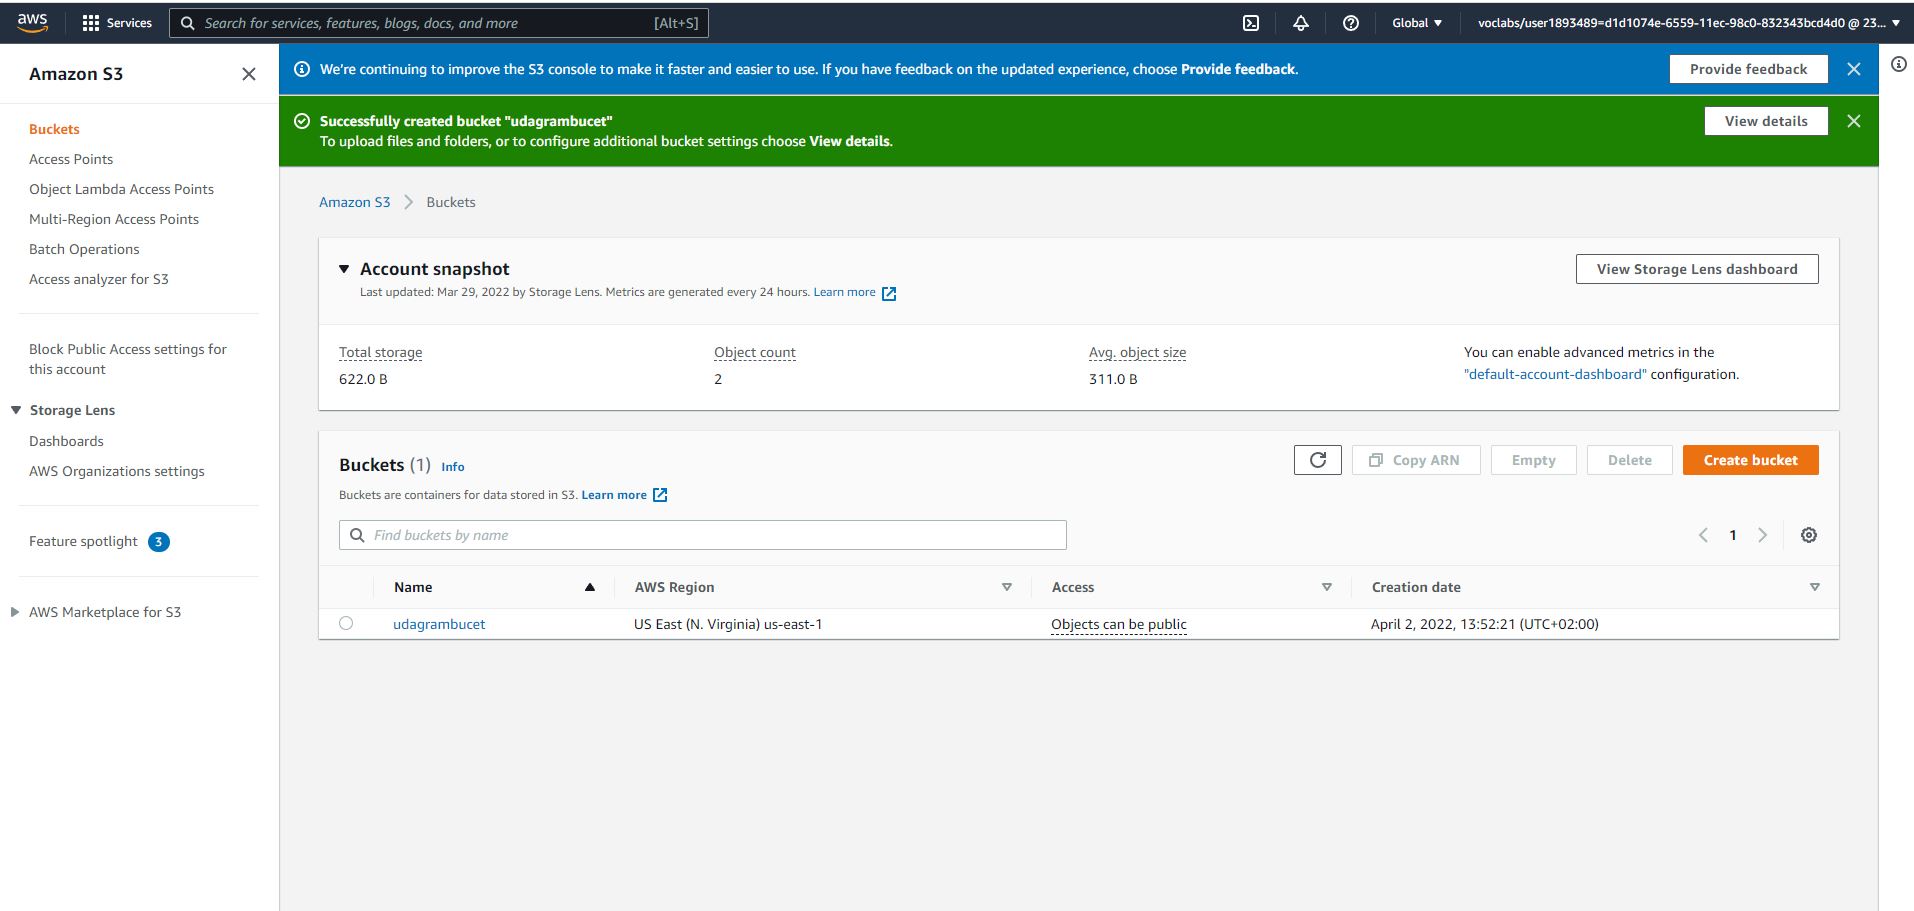 aws
Services
Search for services, features, blogs, docs, and more [Alt+S]
Global
voclabs/user1893489=d1d1074e-6559-11ec-98c0-832343bcd4d0 @ 23...
Amazon S3
Buckets
Access Points
Object Lambda Access Points
Multi-Region Access Points
Batch Operations
Access analyzer for S3
Block Public Access settings for
this account
Storage Lens
Dashboards
AWS Organizations settings
Feature spotlight 3
AWS Marketplace for S3
We're continuing to improve the S3 console to make it faster and easier to use. If you have feedback on the updated experience, choose Provide feedback.
Provide feedback
Successfully created bucket "udagrambucet"
To upload files and folders, or to configure additional bucket settings choose View details.
View details
Amazon S3 Buckets
Account snapshot
Last updated: Mar 29, 2022 by Storage Lens. Metrics are generated every 24 hours. Learn more
View Storage Lens dashboard
Total storage
622.0 B
Object count
2
Avg. object size
311.0 B
You can enable advanced metrics in the
"default-account-dashboard" configuration.
Buckets (1) Info
Buckets are containers for data stored in S3. Learn more
Copy ARN
Empty
Delete
Create bucket
Find buckets by name
1
Name AWS Region Access Creation date
udagrambucet US East (N. Virginia) us-east-1 Objects can be public April 2, 2022, 13:52:21 (UTC+02:00)